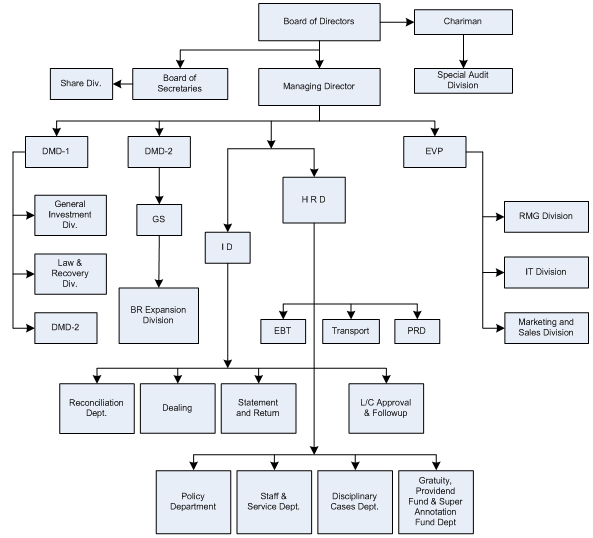 Board of Directors
Chariman
Share Div.
Board of
Secretaries
Managing Director
Special Audit
Division
DMD-1
DMD-2
EVP
General
Investment
Div.
GS
H R D
RMG Division
I D
Law &
Recovery
Div.
IT Division
DMD-2
BR Expansion
Division
EBT
Transport
PRD
Marketing and
Sales Division
Reconciliation
Dept.
Dealing
Statement
and Return
L/C Approval
& Followup
Policy
Department
Staff &
Service Dept.
Disciplinary
Cases Dept.
Gratuity,
Providend
Fund & Super
Annotation
Fund Dept